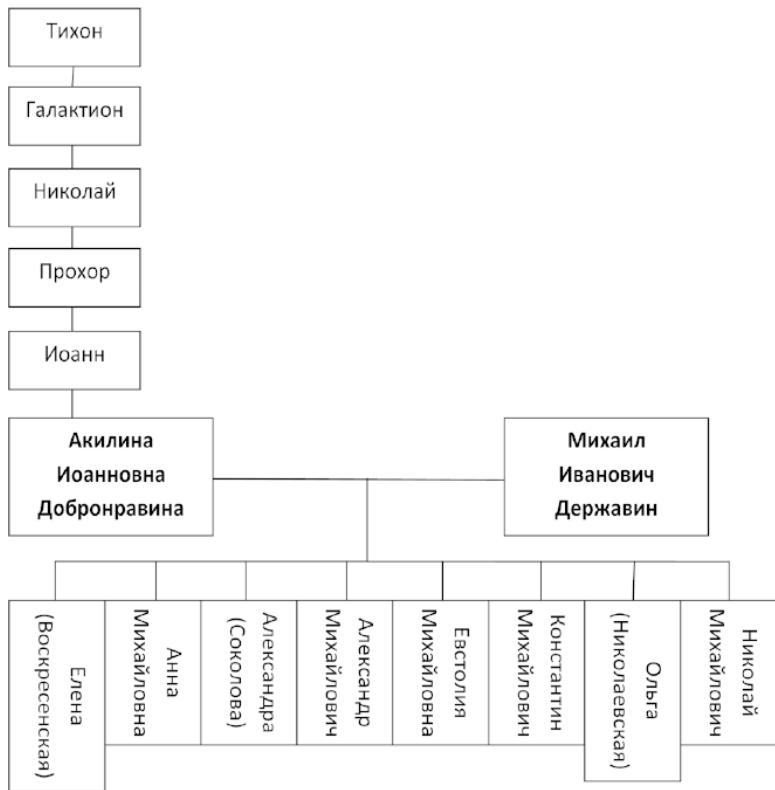 Тихон
Галактион
Николай
Прохор
Иоанн
Акилина
Иоанновна
Добронравина
Михаил
Иванович
Державин
Елена
(Воскресенская)
Анна
Михайловна
Александра
(Соколова)
Александр
Михайлович
Евстолия
Михайловна
Константин
Михайлович
Ольга
(Николаевская)
Николай
Михайлович